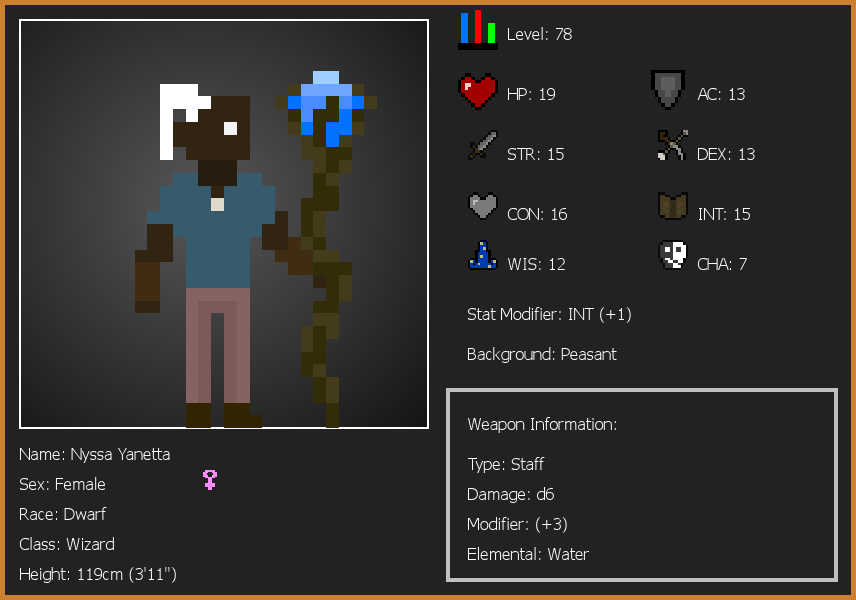 Level: 78
HP: 19
AC: 13
STR: 15
DEX: 13
CON: 16
INT: 15
WIS: 12
CHA: 7
Stat Modifier: INT (+1)
Background: Peasant
Weapon Information:
Type: Staff
Damage: d6
Modifier: (+3)
Elemental: Water
Name: Nyssa Yanetta
Sex: Female
Race: Dwarf
Class: Wizard
Height: 119cm (3'11")